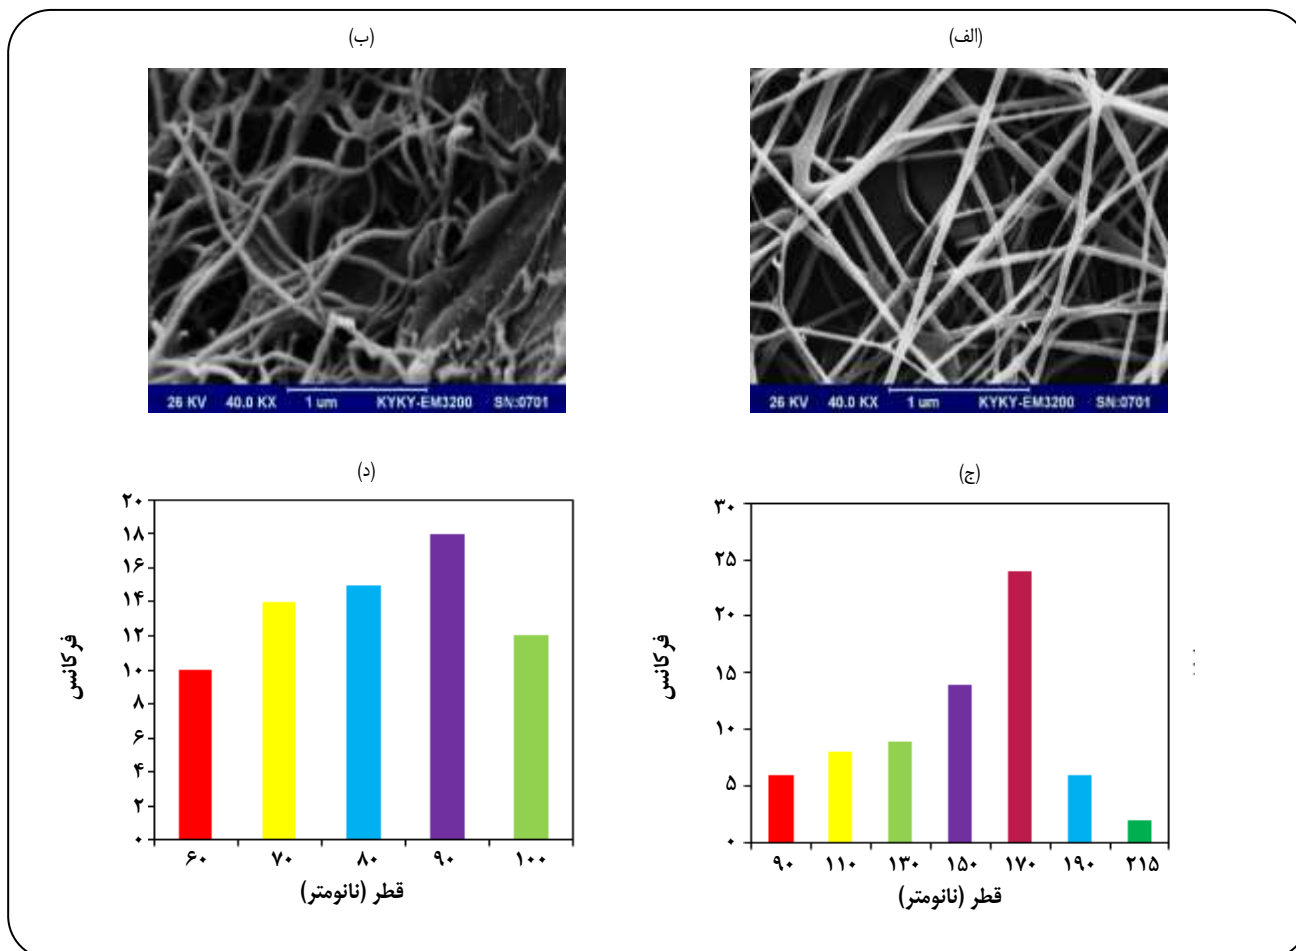 (الف)
(ب)
26 KV 40.0 KX 1 um KYKY-EM3200 SN:0701
26 KV 40.0 KX 1 um KYKY-EM3200 SN:0701
(ج)
(د)
۳۰
۲۵
۲۰
۱۵
۱۰
۵
۰
فرکانس
۹۰ ۱۱۰ ۱۳۰ ۱۵۰ ۱۷۰ ۱۹۰ ۲۱۵
قطر (نانومتر)
۲۰
۱۸
۱۶
۱۴
۱۲
۱۰
۸
۶
۴
۲
۰
فرکانس
۶۰ ۷۰ ۸۰ ۹۰ ۱۰۰
قطر (نانومتر)